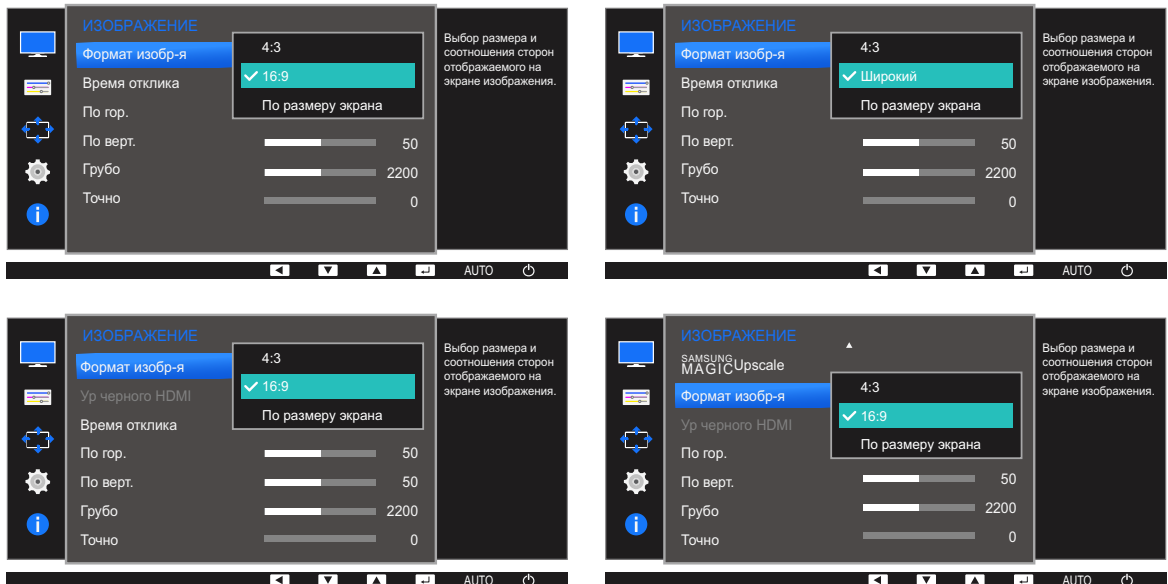 ИЗОБРАЖЕНИЕ
Формат изобр-я
Время отклика
По гор.
По верт.
Грубо
Точно
4:3
16:9
По размеру экрана
50
2200
0
Выбор размера и
соотношения сторон
отображаемого на
экране изображения.
AUTO
ИЗОБРАЖЕНИЕ
Формат изобр-я
Время отклика
По гор.
По верт.
Грубо
Точно
4:3
Широкий
По размеру экрана
50
2200
0
Выбор размера и
соотношения сторон
отображаемого на
экране изображения.
AUTO
ИЗОБРАЖЕНИЕ
Формат изобр-я
Ур черного HDMI
Время отклика
По гор.
По верт.
Грубо
Точно
4:3
16:9
По размеру экрана
50
50
2200
0
Выбор размера и
соотношения сторон
отображаемого на
экране изображения.
AUTO
ИЗОБРАЖЕНИЕ
SAMSUNG
MAGIC Upscale
Формат изобр-я
Ур черного HDMI
По гор.
По верт.
Грубо
Точно
4:3
16:9
По размеру экрана
50
2200
0
Выбор размера и
соотношения сторон
отображаемого на
экране изображения.
AUTO